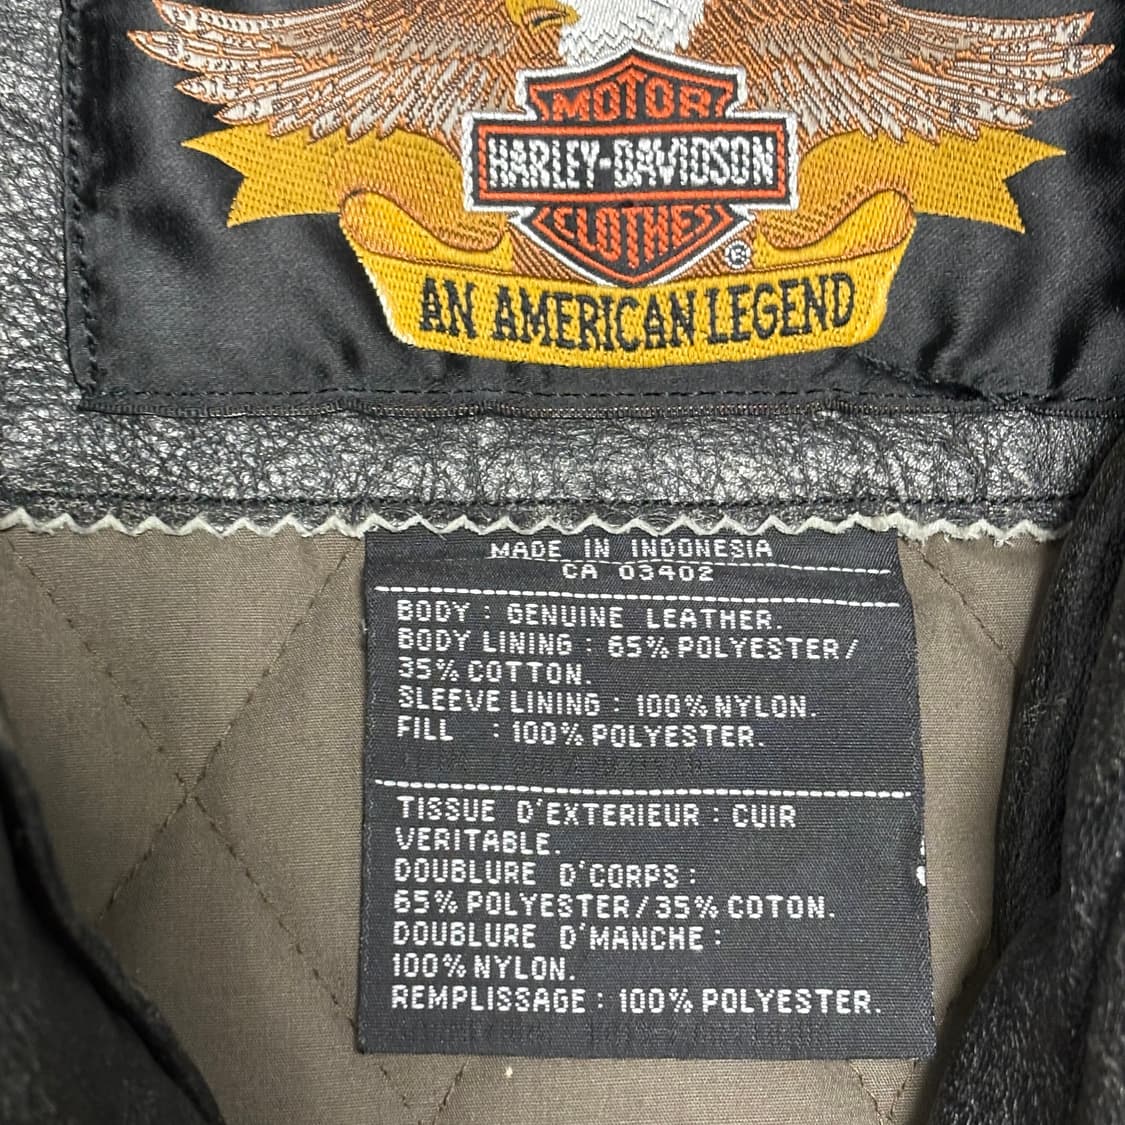 MOTOR
HARLEY-DAVIDSON
CLOTHES
®
AN AMERICAN LEGEND
MADE IN INDONESIA
CA 03402
BODY : GENUINE LEATHER.
BODY LINING : 65% POLYESTER/
35% COTTON.
SLEEVE LINING : 100% NYLON.
FILL : 100% POLYESTER.
TISSUE D'EXTERIEUR : CUIR
VERITABLE.
DOUBLURE D'CORPS :
65% POLYESTER/35% COTON.
DOUBLURE D'MANCHE :
100% NYLON.
REMPLISSAGE : 100% POLYESTER.